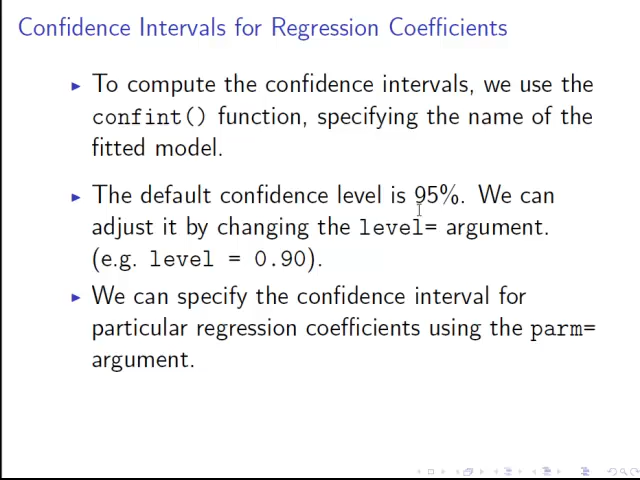 Confidence Intervals for Regression Coefficients
To compute the confidence intervals, we use the
confint() function, specifying the name of the
fitted model.
The default confidence level is 95%. We can
adjust it by changing the level= argument.
(e.g. level = 0.90).
We can specify the confidence interval for
particular regression coefficients using the parm=
argument.